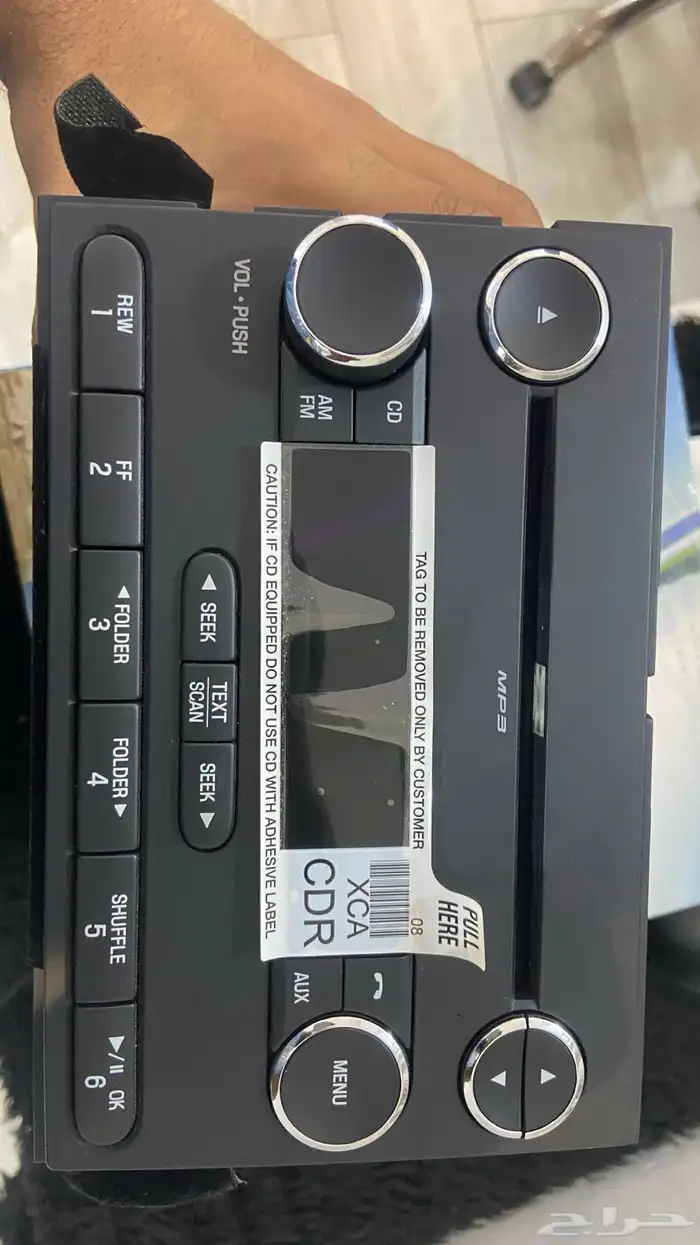 ▲
MP3
VOL • PUSH
CD
AM
FM
TAG TO BE REMOVED ONLY BY CUSTOMER
PULL
HERE
08
XCA
CDR
CAUTION: IF CD EQUIPPED DO NOT USE CD WITH ADHESIVE LABEL
AUX
MENU
◄ SEEK
TEXT
SCAN
SEEK ►
REW
1
FF
2
◄ FOLDER
3
FOLDER ►
4
SHUFFLE
5
►/II OK
6
حراج